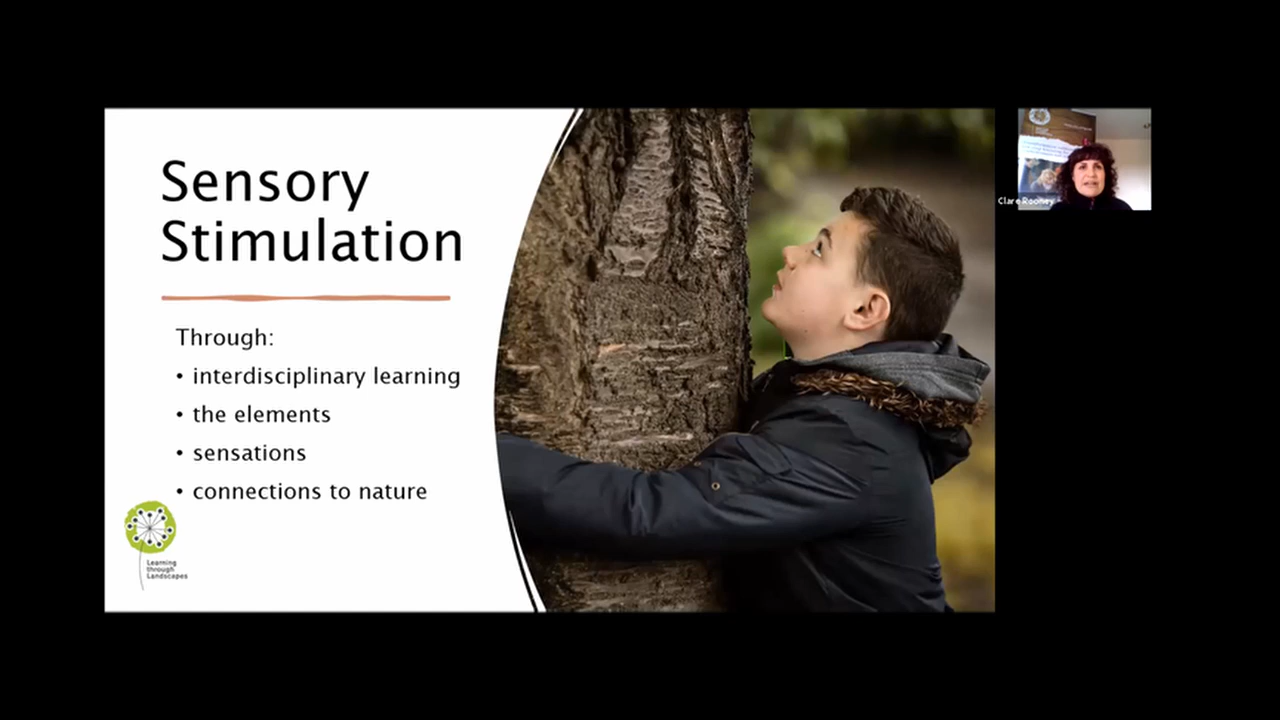 Sensory
Stimulation
Through:
• interdisciplinary learning
• the elements
• sensations
• connections to nature
Learning
through
Landscapes
Clare Rooney